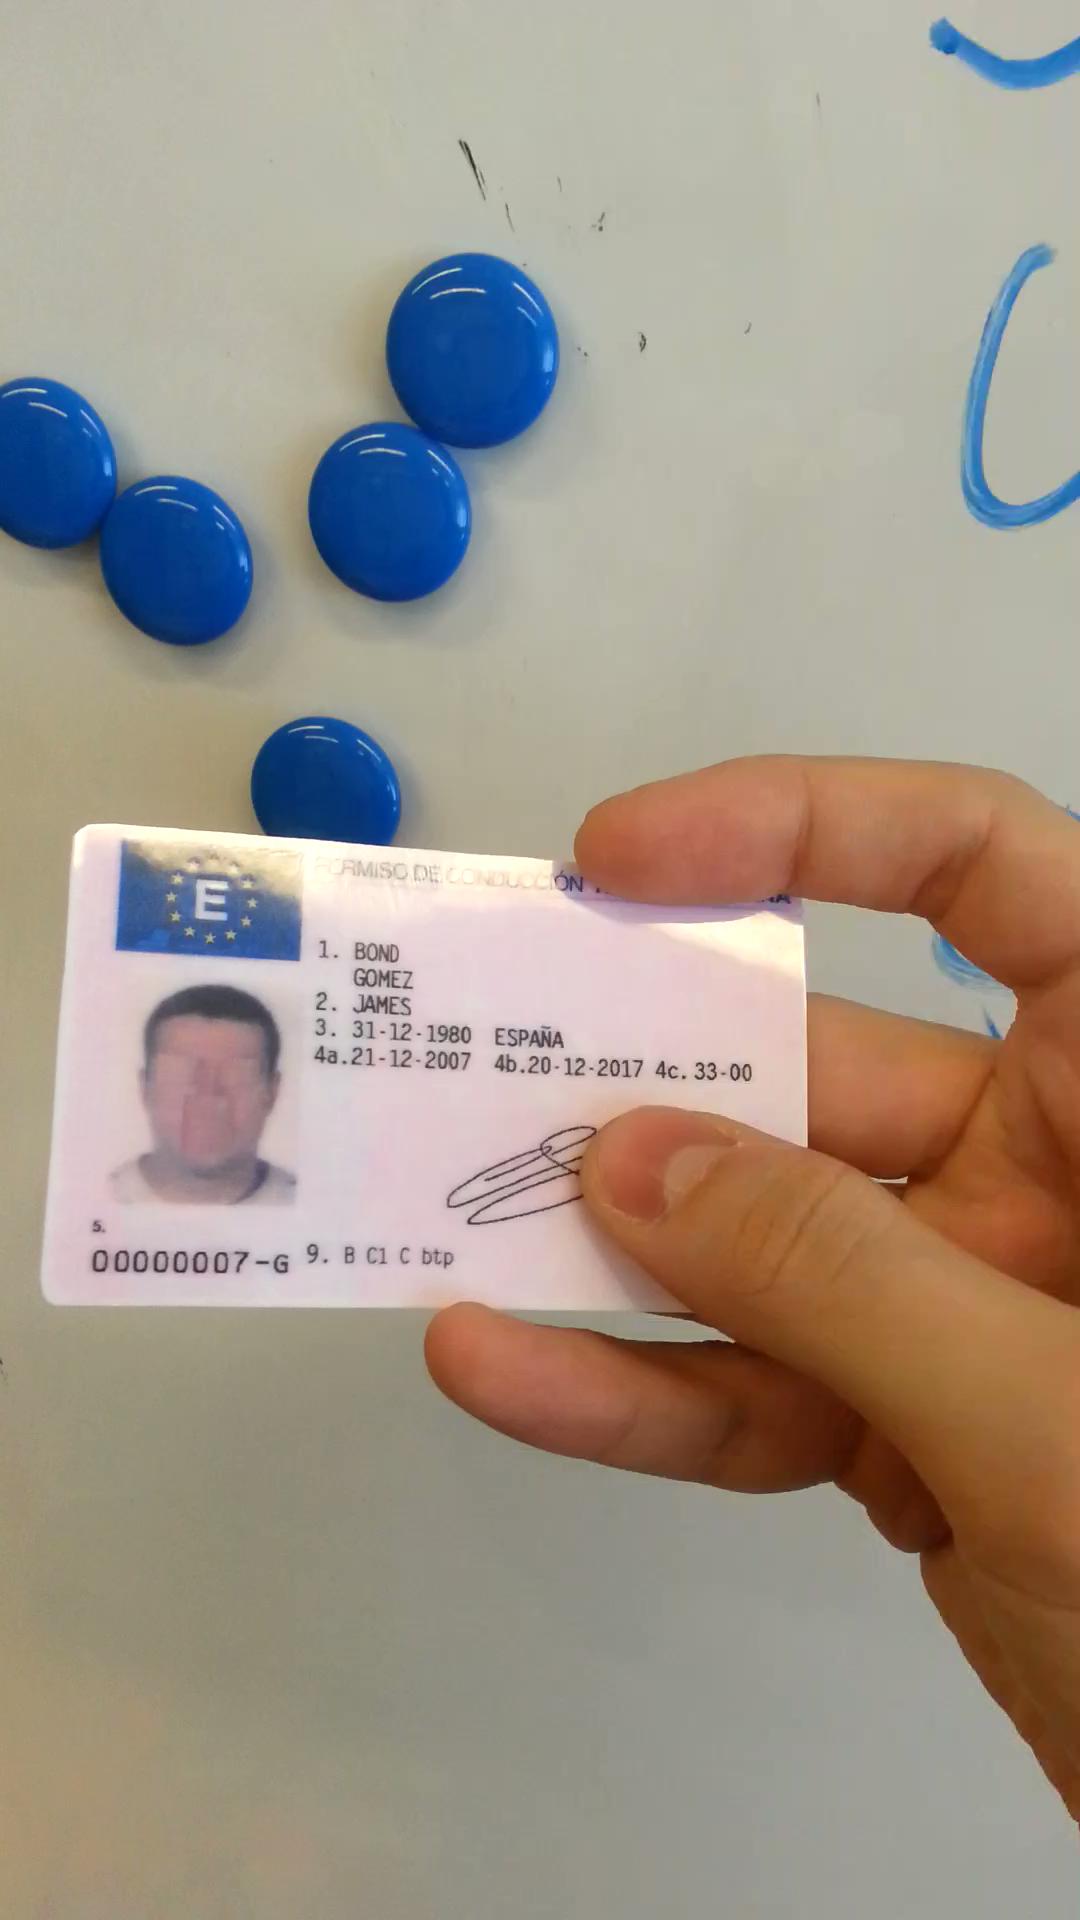 E
PERMISO DE CONDUCCIÓN
1. BOND
GOMEZ
2. JAMES
3. 31-12-1980 ESPAÑA
4a.21-12-2007 4b.20-12-2017 4c. 33-00
5.
00000007-G 9. B C1 C btp